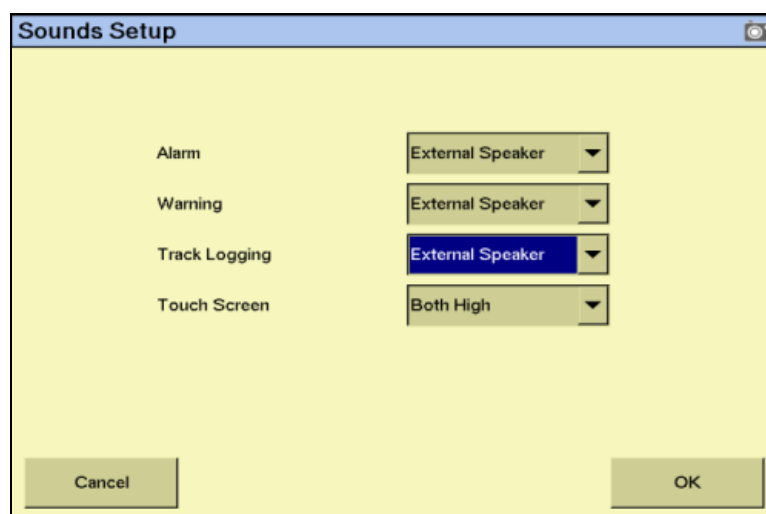 Sounds Setup
Alarm External Speaker
Warning External Speaker
Track Logging External Speaker
Touch Screen Both High
Cancel OK